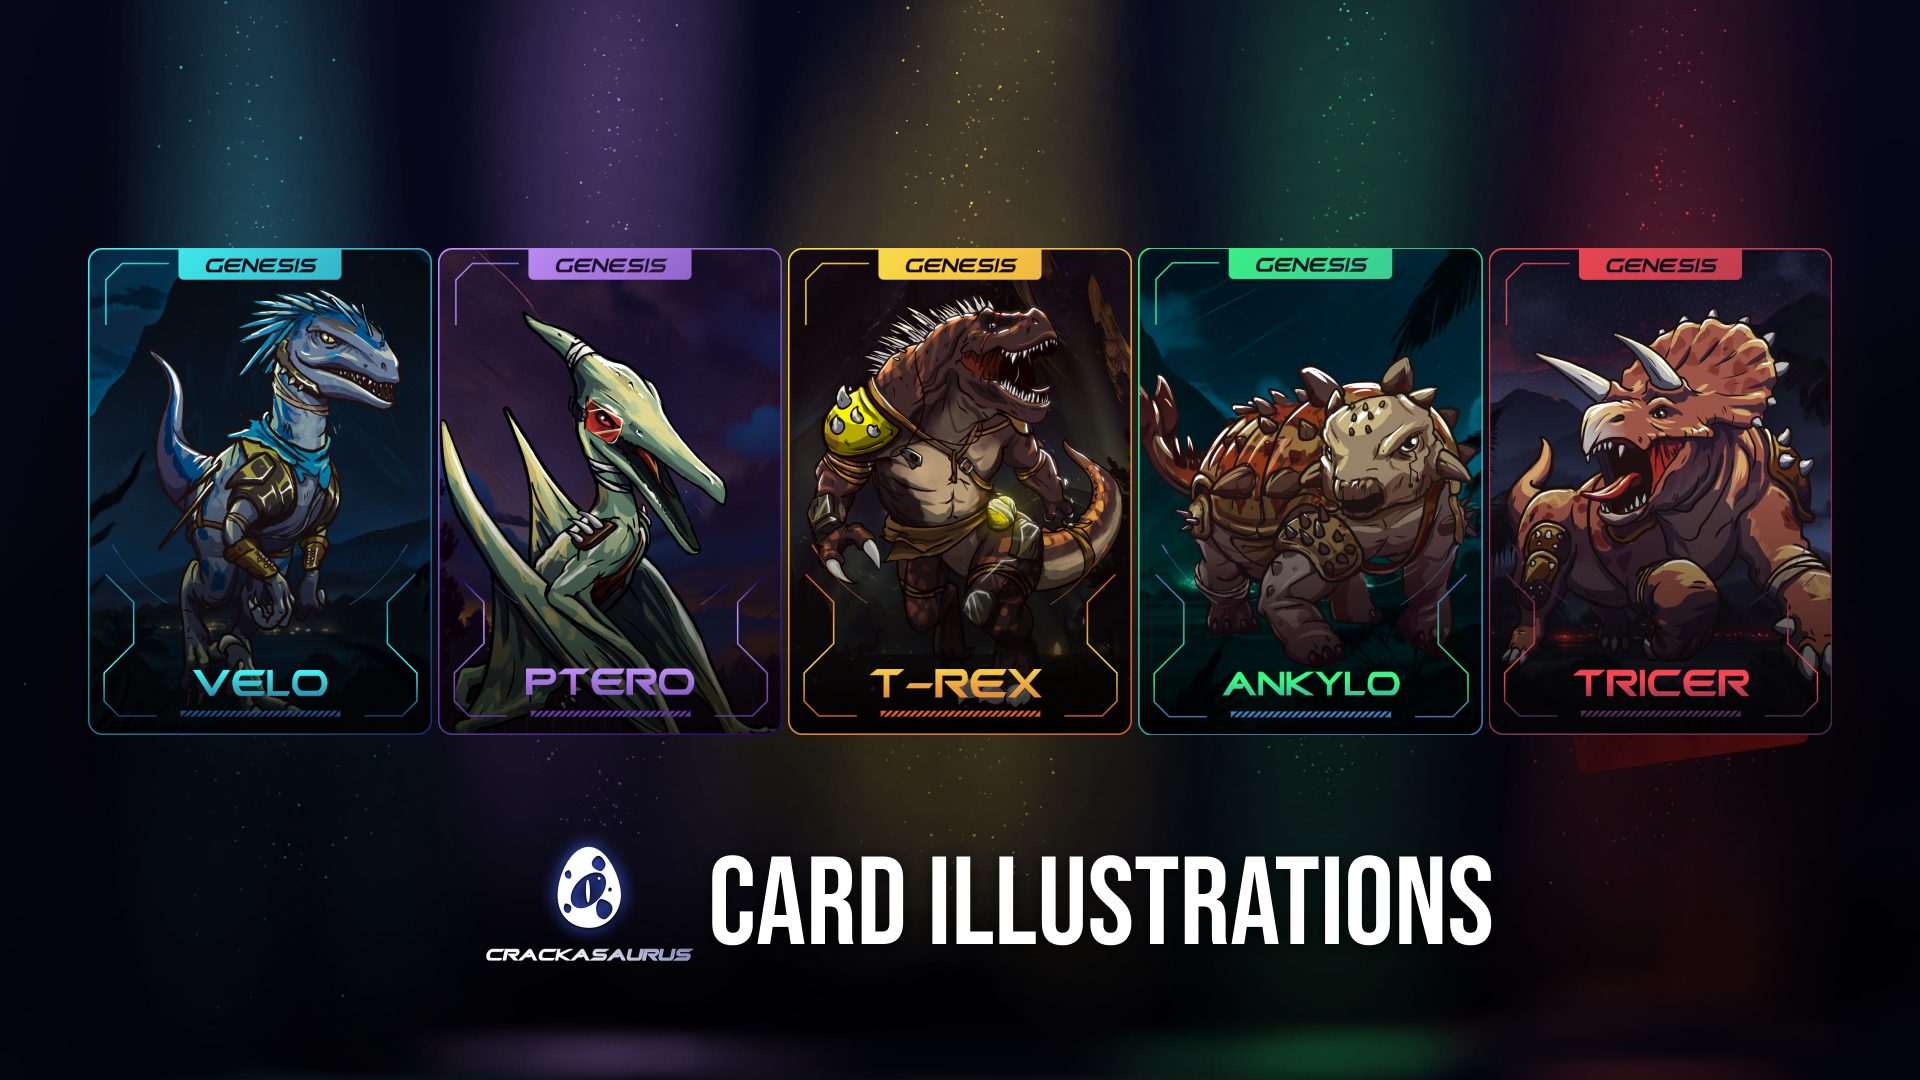 GENESIS
GENESIS
GENESIS
GENESIS
GENESIS
VELO
PTERO
T-REX
ANKYLO
TRICER
CRACKASAURUS
CARD ILLUSTRATIONS